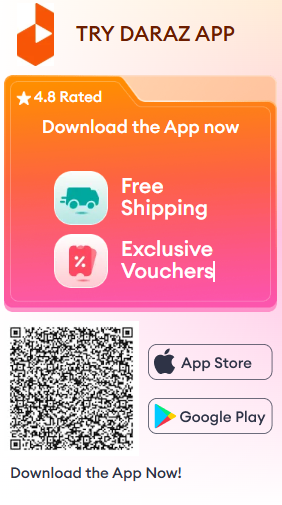 TRY DARAZ APP
4.8 Rated
Download the App now
Free
Shipping
Exclusive
Vouchers
App Store
Google Play
Download the App Now!